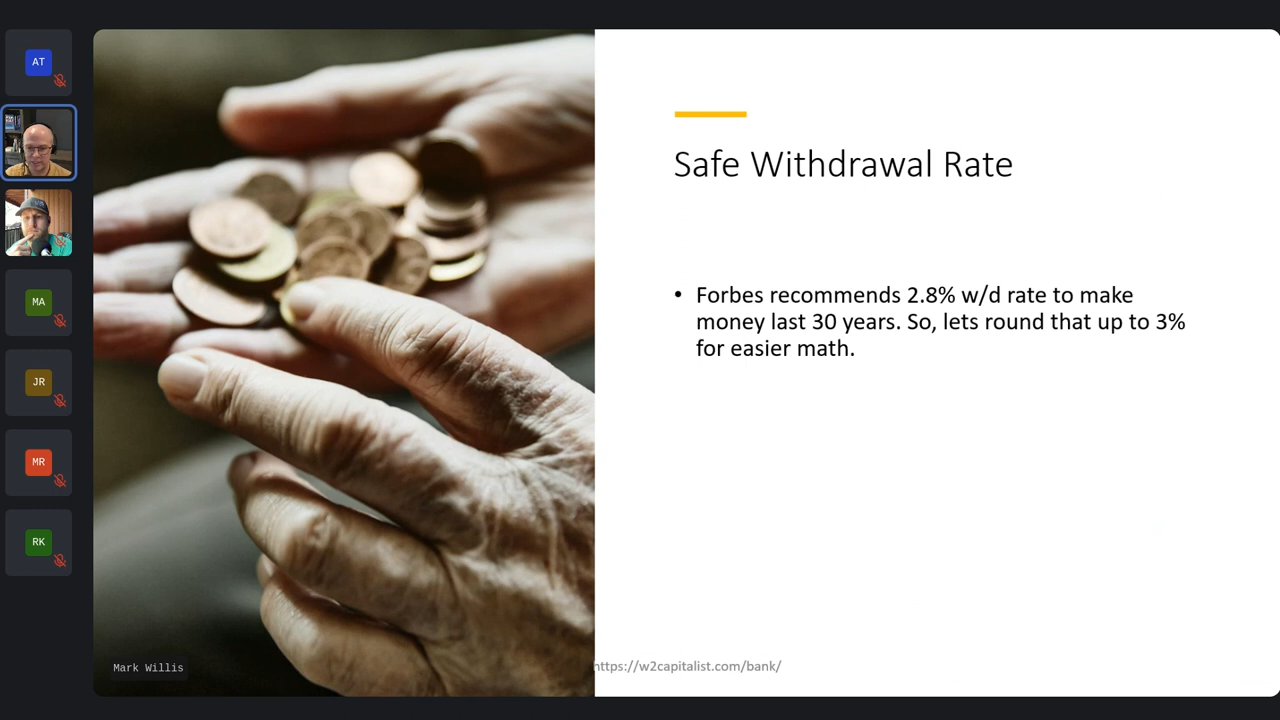 AT
MA
JR
MR
RK
Safe Withdrawal Rate
• Forbes recommends 2.8% w/d rate to make
money last 30 years. So, lets round that up to 3%
for easier math.
Mark Willis
https://w2capitalist.com/bank/